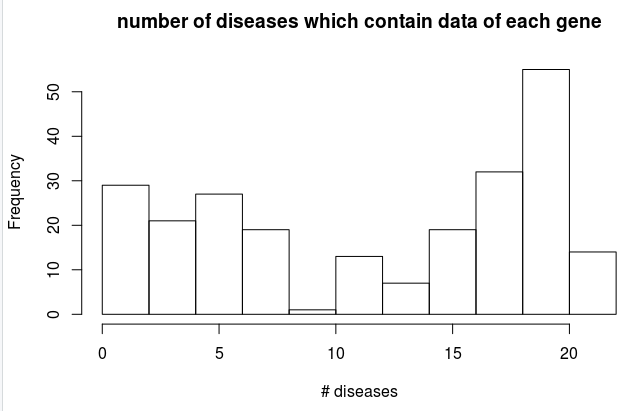 number of diseases which contain data of each gene
Frequency
50
40
30
20
10
0
0 5 10 15 20
# diseases